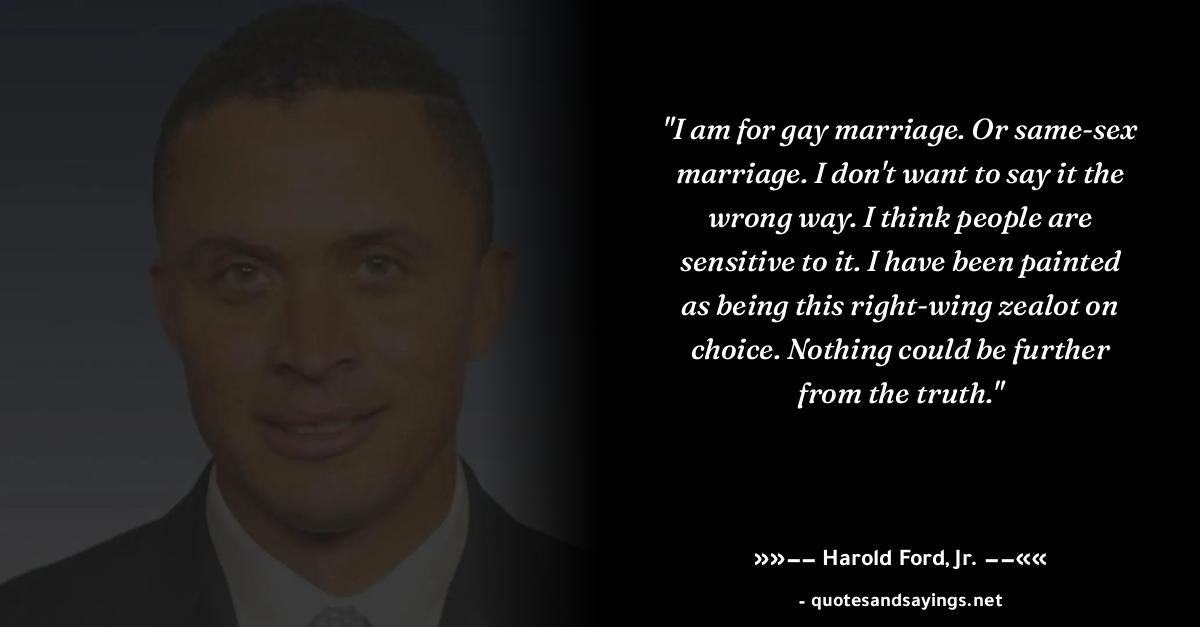 "I am for gay marriage. Or same-sex
marriage. I don't want to say it the
wrong way. I think people are
sensitive to it. I have been painted
as being this right-wing zealot on
choice. Nothing could be further
from the truth."
»»−− Harold Ford, Jr. −−««
- quotesandsayings.net